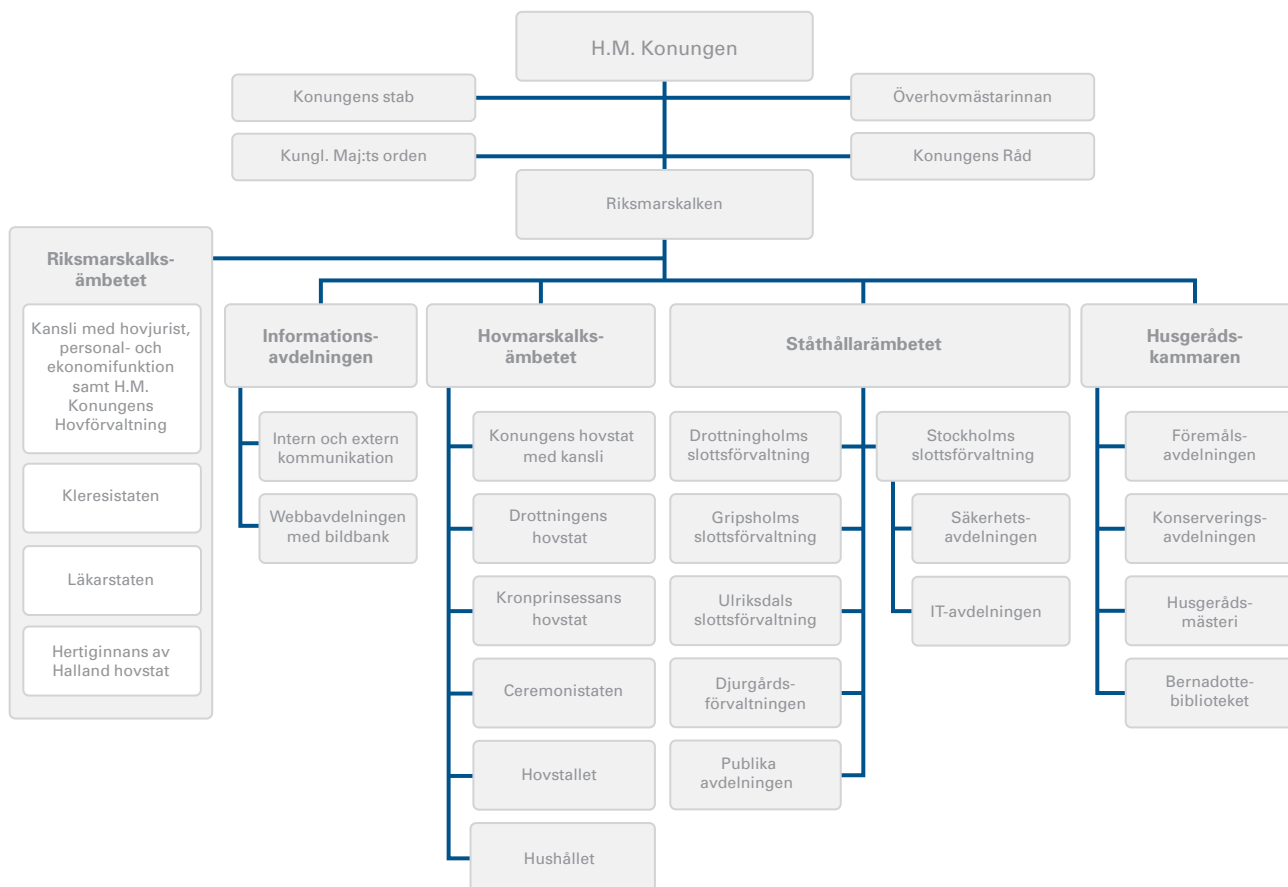 H.M. Konungen
Konungens stab
Överhovmästarinnan
Kungl. Maj:ts orden
Konungens Råd
Riksmarskalken
Riksmarskalks-
ämbetet
Kansli med hovjurist,
personal- och
ekonomifunktion
samt H.M.
Konungens
Hovförvaltning
Kleresistaten
Läkarstaten
Hertiginnans av
Halland hovstat
Informations-
avdelningen
Intern och extern
kommunikation
Webbavdelningen
med bildbank
Hovmarskalks-
ämbetet
Konungens hovstat
med kansli
Drottningens
hovstat
Kronprinsessans
hovstat
Ceremonistaten
Hovstallet
Hushållet
Ståthållarämbetet
Drottningholms
slottsförvaltning
Gripsholms
slottsförvaltning
Ulriksdals
slottsförvaltning
Djurgårds-
förvaltningen
Publika
avdelningen
Stockholms
slottsförvaltning
Säkerhets-
avdelningen
IT-avdelningen
Husgeråds-
kammaren
Föremåls-
avdelningen
Konserverings-
avdelningen
Husgeråds-
mästeri
Bernadotte-
biblioteket